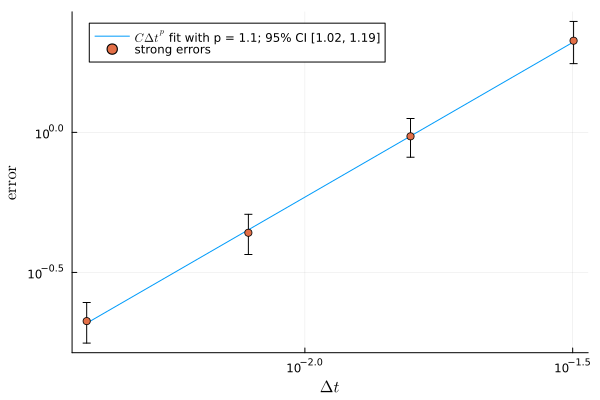 CΔt^p fit with p = 1.1; 95% CI [1.02, 1.19]
strong errors
error
10^0.0
10^−0.5
10^−2.0
10^−1.5
Δt